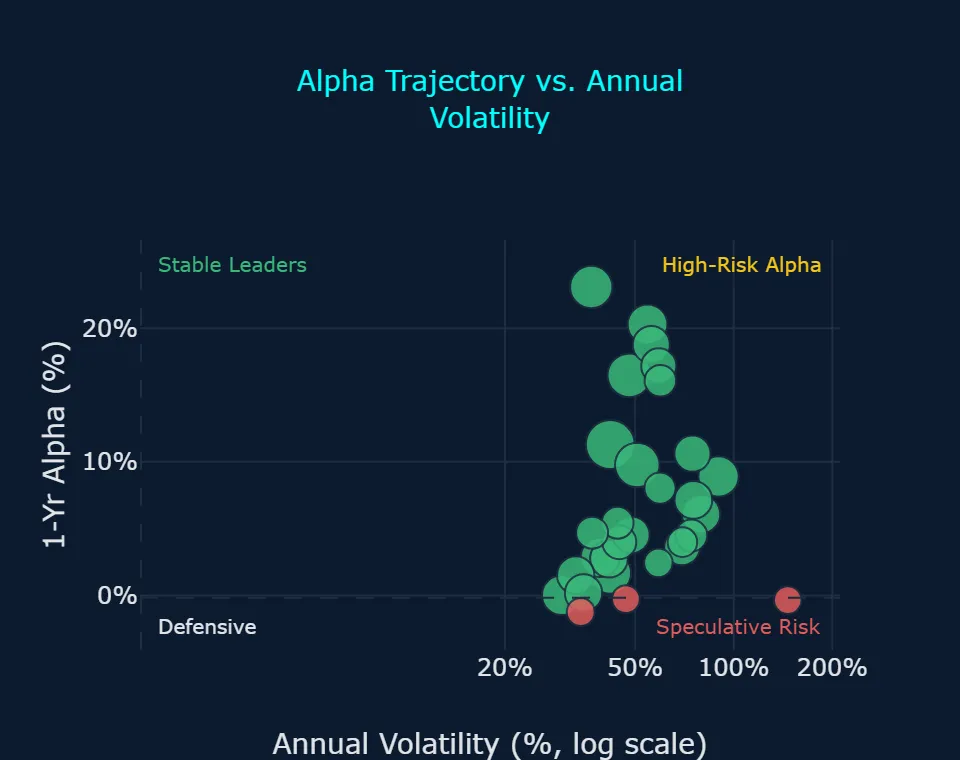 Alpha Trajectory vs. Annual
Volatility
Stable Leaders
High-Risk Alpha
20%
10%
0%
1-Yr Alpha (%)
Defensive
Speculative Risk
20%
50%
100%
200%
Annual Volatility (%, log scale)